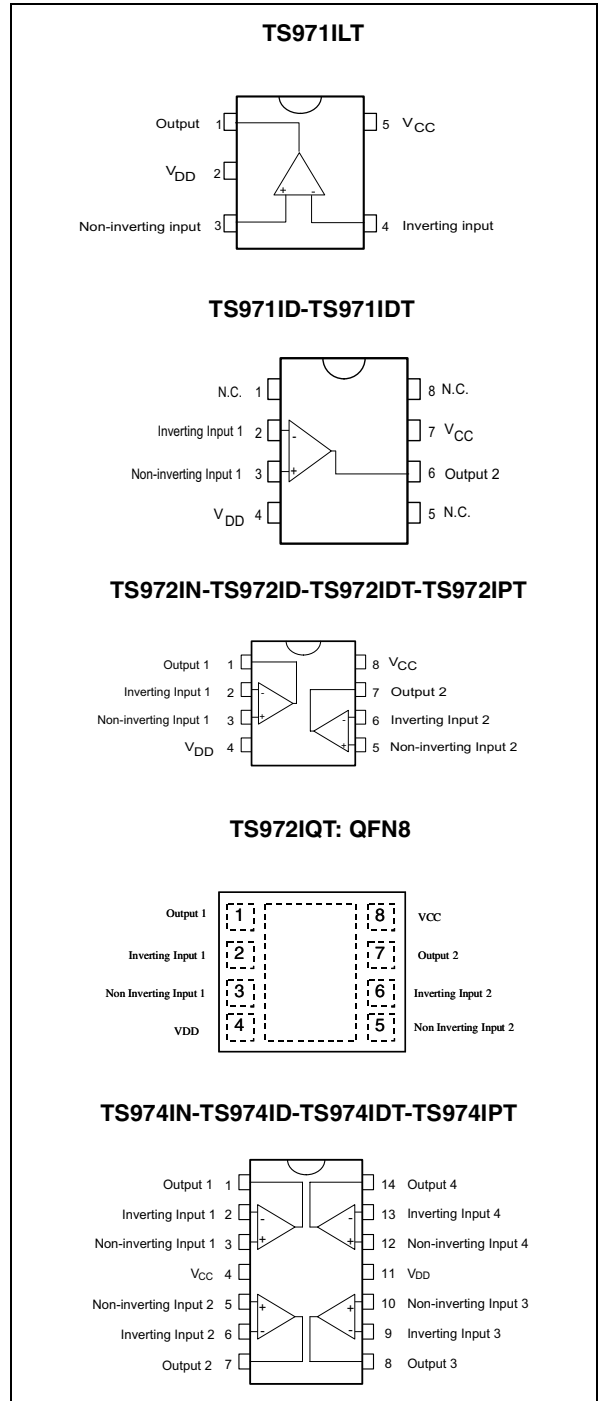 TS971ILT
Output 1 5 VCC
VDD 2
Non-inverting input 3 4 Inverting input
+ -
TS971ID-TS971IDT
N.C. 1 8 N.C.
Inverting Input 1 2 - 7 VCC
Non-inverting Input 1 3 + 6 Output 2
VDD 4 5 N.C.
TS972IN-TS972ID-TS972IDT-TS972IPT
Output 1 1 8 VCC
Inverting Input 1 2 - 7 Output 2
Non-inverting Input 1 3 + - 6 Inverting Input 2
VDD 4 + 5 Non-inverting Input 2
TS972IQT: QFN8
Output 1 1 8 VCC
Inverting Input 1 2 7 Output 2
Non Inverting Input 1 3 6 Inverting Input 2
VDD 4 5 Non Inverting Input 2
TS974IN-TS974ID-TS974IDT-TS974IPT
Output 1 1 14 Output 4
Inverting Input 1 2 - - 13 Inverting Input 4
Non-inverting Input 1 3 + + 12 Non-inverting Input 4
VCC 4 11 VDD
Non-inverting Input 2 5 + + 10 Non-inverting Input 3
Inverting Input 2 6 - - 9 Inverting Input 3
Output 2 7 8 Output 3